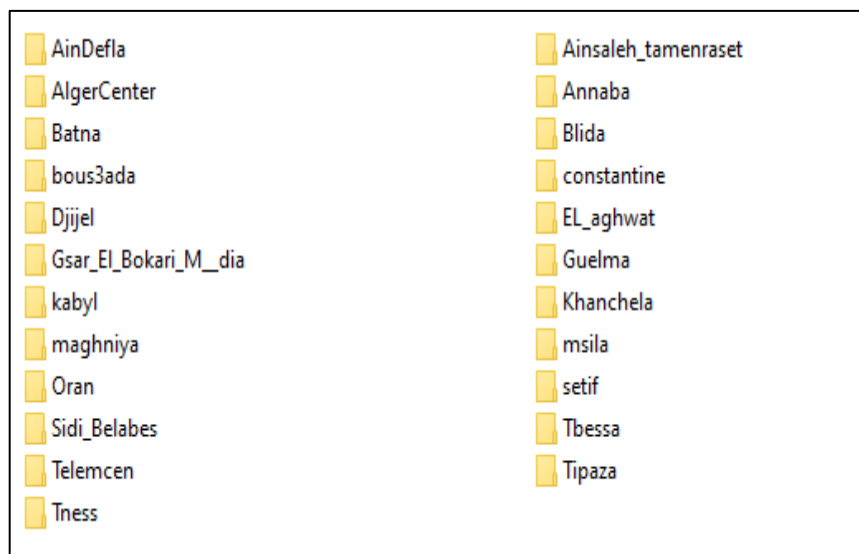 AinDefla
Ainsaleh_tamenraset
AlgerCenter
Annaba
Batna
Blida
bous3ada
constantine
Djijel
EL_aghwat
Gsar_El_Bokari_M__dia
Guelma
kabyl
Khanchela
maghniya
msila
Oran
setif
Sidi_Belabes
Tbessa
Telemcen
Tipaza
Tness